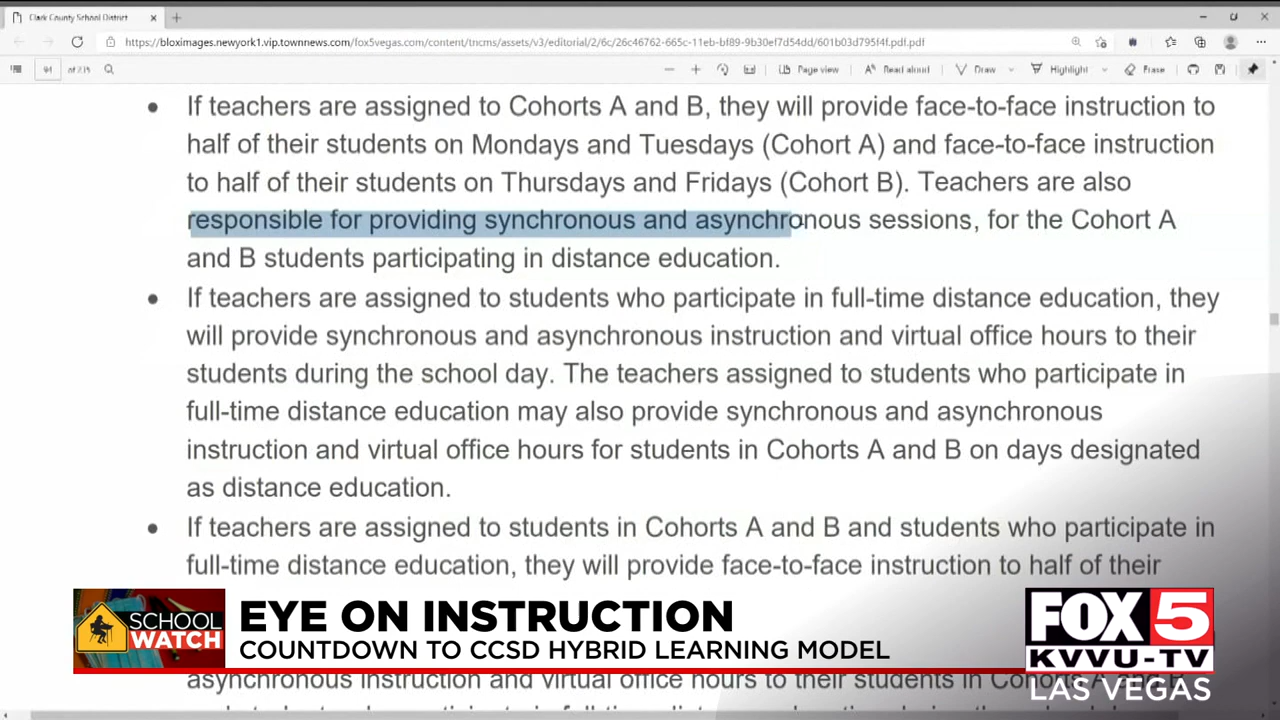 Clark County School District
https://bloximages.newyork1.vip.townnews.com/fox5vegas.com/content/tncms/assets/v3/editorial/2/6c/26c46762-665c-11eb-bf89-9b30ef7d54dd/601b03d795f4f.pdf.pdf
of 235 Page view Read aloud Draw Highlight Erase
• If teachers are assigned to Cohorts A and B, they will provide face-to-face instruction to
half of their students on Mondays and Tuesdays (Cohort A) and face-to-face instruction
to half of their students on Thursdays and Fridays (Cohort B). Teachers are also
responsible for providing synchronous and asynchronous sessions, for the Cohort A
and B students participating in distance education.
• If teachers are assigned to students who participate in full-time distance education, they
will provide synchronous and asynchronous instruction and virtual office hours to their
students during the school day. The teachers assigned to students who participate in
full-time distance education may also provide synchronous and asynchronous
instruction and virtual office hours for students in Cohorts A and B on days designated
as distance education.
• If teachers are assigned to students in Cohorts A and B and students who participate in
full-time distance education, they will provide face-to-face instruction to half of their
SCHOOL
WATCH
EYE ON INSTRUCTION
COUNTDOWN TO CCSD HYBRID LEARNING MODEL
FOX 5
KVVU-TV
LAS VEGAS
asynchronous instruction and virtual office hours to their students in Cohorts A and B